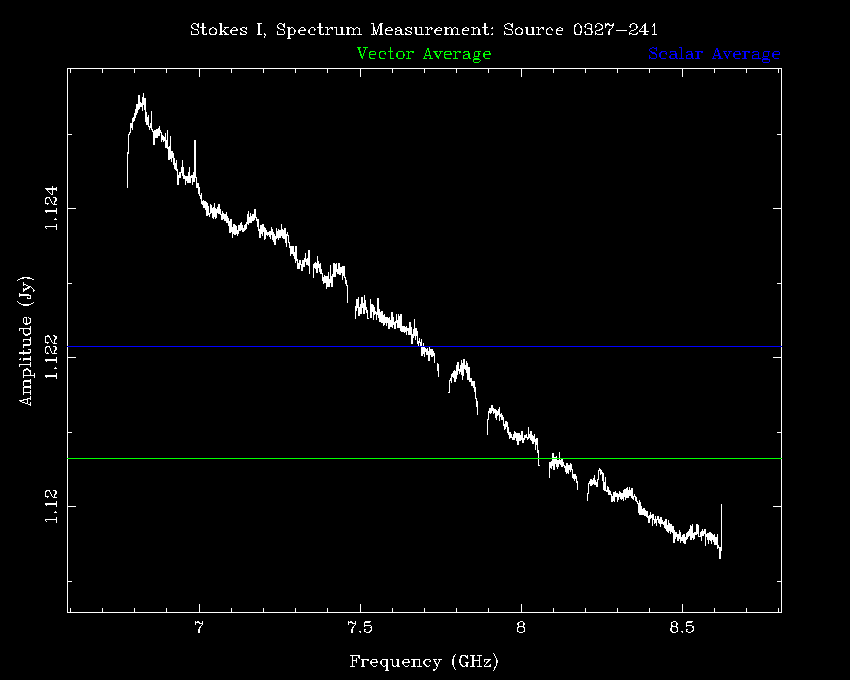 Stokes I, Spectrum Measurement: Source 0327-241
Vector Average Scalar Average
1.124
1.122
1.12
Amplitude (Jy)
7 7.5 8 8.5
Frequency (GHz)